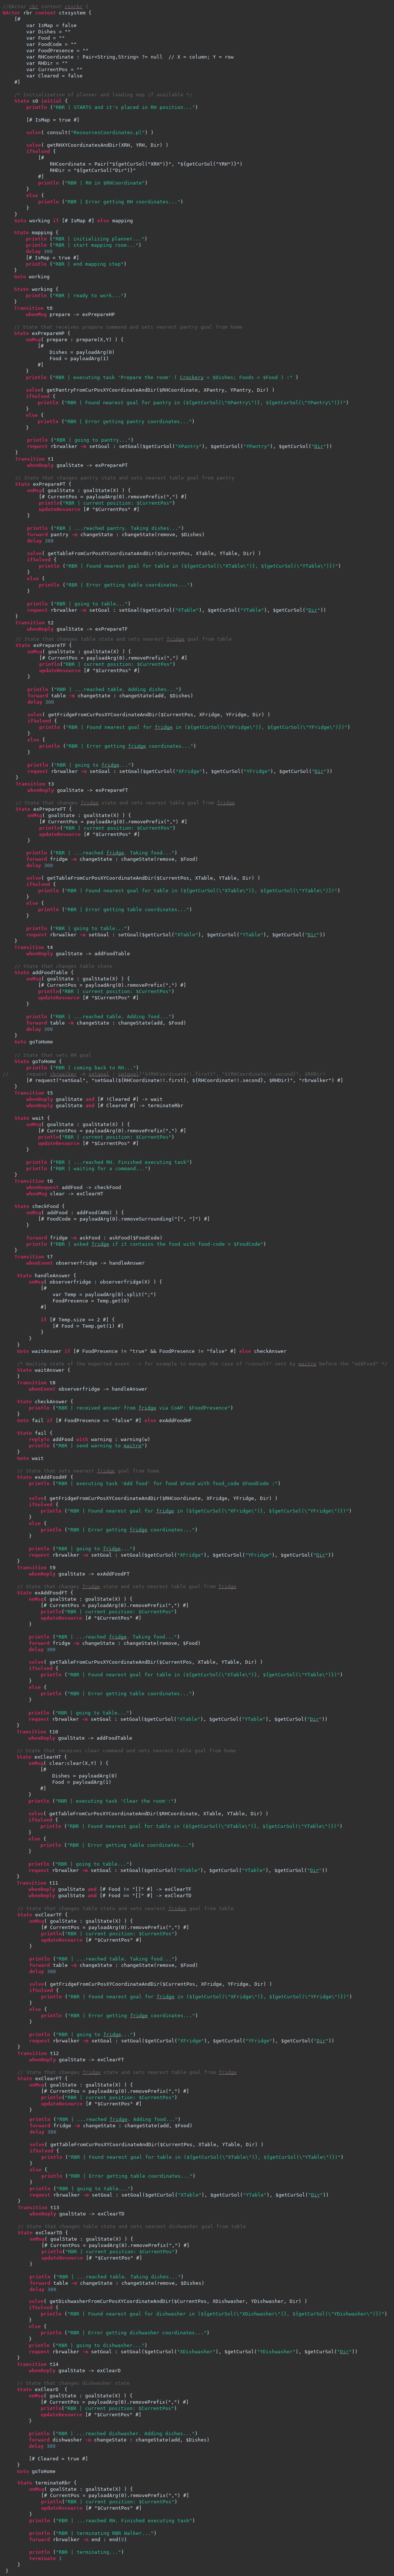 //QActor rbr context ctxrbr {
QActor rbr context ctxsystem {
[#
var IsMap = false
var Dishes = ""
var Food = ""
var FoodCode = ""
var FoodPresence = ""
var RHCoordinate : Pair<String,String> ?= null // X = column; Y = row
var RHDir = ""
var CurrentPos = ""
var Cleared = false
#]
/* Initialization of planner and loading map if available */
State s0 initial {
println ("RBR | STARTS and it's placed in RH position...")
[# IsMap = true #]
solve( consult("ResourcesCoordinates.pl") )
solve( getRHXYCoordinatesAndDir(XRH, YRH, Dir) )
ifSolved {
[#
RHCoordinate = Pair("${getCurSol("XRH")}", "${getCurSol("YRH")}")
RHDir = "${getCurSol("Dir")}"
#]
println ("RBR | RH in $RHCoordinate")
}
else {
println ("RBR | Error getting RH coordinates...")
}
}
Goto working if [# IsMap #] else mapping
State mapping {
println ("RBR | initializing planner...")
println ("RBR | start mapping room...")
delay 300
[# IsMap = true #]
println ("RBR | end mapping step")
}
Goto working
State working {
println ("RBR | ready to work...")
}
Transition t0
whenMsg prepare -> exPrepareHP
// State that receives prepare command and sets nearest pantry goal from home
State exPrepareHP {
onMsg( prepare : prepare(X,Y) ) {
[#
Dishes = payloadArg(0)
Food = payloadArg(1)
#]
}
println ("RBR | executing task 'Prepare the room' ( Crockery = $Dishes; Foods = $Food ) :" )
solve( getPantryFromCurPosXYCoordinateAndDir($RHCoordinate, XPantry, YPantry, Dir) )
ifSolved {
println ("RBR | Found nearest goal for pantry in (${getCurSol(\"XPantry\")}, ${getCurSol(\"YPantry\")})")
}
else {
println ("RBR | Error getting pantry coordinates...")
}
println ("RBR | going to pantry...")
request rbrwalker -m setGoal : setGoal($getCurSol("XPantry"), $getCurSol("YPantry"), $getCurSol("Dir"))
}
Transition t1
whenReply goalState -> exPreparePT
// State that changes pantry state and sets nearest table goal from pantry
State exPreparePT {
onMsg( goalState : goalState(X) ) {
[# CurrentPos = payloadArg(0).removePrefix(",") #]
println("RBR | current position: $CurrentPos")
updateResource [# "$CurrentPos" #]
}
println ("RBR | ...reached pantry. Taking dishes...")
forward pantry -m changeState : changeState(remove, $Dishes)
delay 300
solve( getTableFromCurPosXYCoordinateAndDir($CurrentPos, XTable, YTable, Dir) )
ifSolved {
println ("RBR | Found nearest goal for table in (${getCurSol(\"XTable\")}, ${getCurSol(\"YTable\")})")
}
else {
println ("RBR | Error getting table coordinates...")
}
println ("RBR | going to table...")
request rbrwalker -m setGoal : setGoal($getCurSol("XTable"), $getCurSol("YTable"), $getCurSol("Dir"))
}
Transition t2
whenReply goalState -> exPrepareTF
// State that changes table state and sets nearest fridge goal from table
State exPrepareTF {
onMsg( goalState : goalState(X) ) {
[# CurrentPos = payloadArg(0).removePrefix(",") #]
println("RBR | current position: $CurrentPos")
updateResource [# "$CurrentPos" #]
}
println ("RBR | ...reached table. Adding dishes...")
forward table -m changeState : changeState(add, $Dishes)
delay 300
solve( getFridgeFromCurPosXYCoordinateAndDir($CurrentPos, XFridge, YFridge, Dir) )
ifSolved {
println ("RBR | Found nearest goal for fridge in (${getCurSol(\"XFridge\")}, ${getCurSol(\"YFridge\")})")
}
else {
println ("RBR | Error getting fridge coordinates...")
}
println ("RBR | going to fridge...")
request rbrwalker -m setGoal : setGoal($getCurSol("XFridge"), $getCurSol("YFridge"), $getCurSol("Dir"))
}
Transition t3
whenReply goalState -> exPrepareFT
// State that changes fridge state and sets nearest table goal from fridge
State exPrepareFT {
onMsg( goalState : goalState(X) ) {
[# CurrentPos = payloadArg(0).removePrefix(",") #]
println("RBR | current position: $CurrentPos")
updateResource [# "$CurrentPos" #]
}
println ("RBR | ...reached fridge. Taking food...")
forward fridge -m changeState : changeState(remove, $Food)
delay 300
solve( getTableFromCurPosXYCoordinateAndDir($CurrentPos, XTable, YTable, Dir) )
ifSolved {
println ("RBR | Found nearest goal for table in (${getCurSol(\"XTable\")}, ${getCurSol(\"YTable\")})")
}
else {
println ("RBR | Error getting table coordinates...")
}
println ("RBR | going to table...")
request rbrwalker -m setGoal : setGoal($getCurSol("XTable"), $getCurSol("YTable"), $getCurSol("Dir"))
}
Transition t4
whenReply goalState -> addFoodTable
// State that changes table state
State addFoodTable {
onMsg( goalState : goalState(X) ) {
[# CurrentPos = payloadArg(0).removePrefix(",") #]
println("RBR | current position: $CurrentPos")
updateResource [# "$CurrentPos" #]
}
println ("RBR | ...reached table. Adding food...")
forward table -m changeState : changeState(add, $Food)
delay 300
}
Goto goToHome
// State that sets RH goal
State goToHome {
println ("RBR | coming back to RH...")
// request rbrwalker -m setgoal : setgoal("$(RHCoordinate!!.first)", "$(RHCoordinate!!.second)", $RHDir)
[# request("setGoal", "setGoal(${RHCoordinate!!.first}, ${RHCoordinate!!.second}, $RHDir)", "rbrwalker") #]
}
Transition t5
whenReply goalState and [# !Cleared #] -> wait
whenReply goalState and [# Cleared #] -> terminateRbr
State wait {
onMsg( goalState : goalState(X) ) {
[# CurrentPos = payloadArg(0).removePrefix(",") #]
println("RBR | current position: $CurrentPos")
updateResource [# "$CurrentPos" #]
}
println ("RBR | ...reached RH. Finished executing task")
println ("RBR | waiting for a command...")
}
Transition t6
whenRequest addFood -> checkFood
whenMsg clear -> exClearHT
State checkFood {
onMsg( addFood : addFood(ARG) ) {
[# FoodCode = payloadArg(0).removeSurrounding("[", "]") #]
}
forward fridge -m askFood : askFood($FoodCode)
println ("RBR | asked fridge if it contains the food with food-code = $FoodCode")
}
Transition t7
whenEvent observerfridge -> handleAnswer
State handleAnswer {
onMsg( observerfridge : observerfridge(X) ) {
[#
var Temp = payloadArg(0).split(";")
FoodPresence = Temp.get(0)
#]
if [# Temp.size == 2 #] {
[# Food = Temp.get(1) #]
}
}
}
Goto waitAnswer if [# FoodPresence != "true" && FoodPresence != "false" #] else checkAnswer
/* Waiting state of the expected event --> for example to manage the case of "consult" sent by maitre before the "addFood" */
State waitAnswer {
}
Transition t8
whenEvent observerfridge -> handleAnswer
State checkAnswer {
println ("RBR | received answer from fridge via CoAP: $FoodPresence")
}
Goto fail if [# FoodPresence == "false" #] else exAddFoodHF
State fail {
replyTo addFood with warning : warning(w)
println ("RBR | send warning to maitre")
}
Goto wait
// State that sets nearest fridge goal from home
State exAddFoodHF {
println ("RBR | executing task 'Add food' for food $Food with food_code $FoodCode :")
solve( getFridgeFromCurPosXYCoordinateAndDir($RHCoordinate, XFridge, YFridge, Dir) )
ifSolved {
println ("RBR | Found nearest goal for fridge in (${getCurSol(\"XFridge\")}, ${getCurSol(\"YFridge\")})")
}
else {
println ("RBR | Error getting fridge coordinates...")
}
println ("RBR | going to fridge...")
request rbrwalker -m setGoal : setGoal($getCurSol("XFridge"), $getCurSol("YFridge"), $getCurSol("Dir"))
}
Transition t9
whenReply goalState -> exAddFoodFT
// State that changes fridge state and sets nearest table goal from fridge
State exAddFoodFT {
onMsg( goalState : goalState(X) ) {
[# CurrentPos = payloadArg(0).removePrefix(",") #]
println("RBR | current position: $CurrentPos")
updateResource [# "$CurrentPos" #]
}
println ("RBR | ...reached fridge. Taking food...")
forward fridge -m changeState : changeState(remove, $Food)
delay 300
solve( getTableFromCurPosXYCoordinateAndDir($CurrentPos, XTable, YTable, Dir) )
ifSolved {
println ("RBR | Found nearest goal for table in (${getCurSol(\"XTable\")}, ${getCurSol(\"YTable\")})")
}
else {
println ("RBR | Error getting table coordinates...")
}
println ("RBR | going to table...")
request rbrwalker -m setGoal : setGoal($getCurSol("XTable"), $getCurSol("YTable"), $getCurSol("Dir"))
}
Transition t10
whenReply goalState -> addFoodTable
// State that receives clear command and sets nearest table goal from home
State exClearHT {
onMsg( clear:clear(X,Y) ) {
[#
Dishes = payloadArg(0)
Food = payloadArg(1)
#]
}
println ("RBR | executing task 'Clear the room':")
solve( getTableFromCurPosXYCoordinateAndDir($RHCoordinate, XTable, YTable, Dir) )
ifSolved {
println ("RBR | Found nearest goal for table in (${getCurSol(\"XTable\")}, ${getCurSol(\"YTable\")})")
}
else {
println ("RBR | Error getting table coordinates...")
}
println ("RBR | going to table...")
request rbrwalker -m setGoal : setGoal($getCurSol("XTable"), $getCurSol("YTable"), $getCurSol("Dir"))
}
Transition t11
whenReply goalState and [# Food != "[]" #] -> exClearTF
whenReply goalState and [# Food == "[]" #] -> exClearTD
// State that changes table state and sets nearest fridge goal from table
State exClearTF {
onMsg( goalState : goalState(X) ) {
[# CurrentPos = payloadArg(0).removePrefix(",") #]
println("RBR | current position: $CurrentPos")
updateResource [# "$CurrentPos" #]
}
println ("RBR | ...reached table. Taking food...")
forward table -m changeState : changeState(remove, $Food)
delay 300
solve( getFridgeFromCurPosXYCoordinateAndDir($CurrentPos, XFridge, YFridge, Dir) )
ifSolved {
println ("RBR | Found nearest goal for fridge in (${getCurSol(\"XFridge\")}, ${getCurSol(\"YFridge\")})")
}
else {
println ("RBR | Error getting fridge coordinates...")
}
println ("RBR | going to fridge...")
request rbrwalker -m setGoal : setGoal($getCurSol("XFridge"), $getCurSol("YFridge"), $getCurSol("Dir"))
}
Transition t12
whenReply goalState -> exClearFT
// State that changes fridge state and sets nearest table goal from fridge
State exClearFT {
onMsg( goalState : goalState(X) ) {
[# CurrentPos = payloadArg(0).removePrefix(",") #]
println("RBR | current position: $CurrentPos")
updateResource [# "$CurrentPos" #]
}
println ("RBR | ...reached fridge. Adding food...")
forward fridge -m changeState : changeState(add, $Food)
delay 300
solve( getTableFromCurPosXYCoordinateAndDir($CurrentPos, XTable, YTable, Dir) )
ifSolved {
println ("RBR | Found nearest goal for table in (${getCurSol(\"XTable\")}, ${getCurSol(\"YTable\")})")
}
else {
println ("RBR | Error getting table coordinates...")
}
println ("RBR | going to table...")
request rbrwalker -m setGoal : setGoal($getCurSol("XTable"), $getCurSol("YTable"), $getCurSol("Dir"))
}
Transition t13
whenReply goalState -> exClearTD
// State that changes table state and sets nearest dishwasher goal from table
State exClearTD {
onMsg( goalState : goalState(X) ) {
[# CurrentPos = payloadArg(0).removePrefix(",") #]
println("RBR | current position: $CurrentPos")
updateResource [# "$CurrentPos" #]
}
println ("RBR | ...reached table. Taking dishes...")
forward table -m changeState : changeState(remove, $Dishes)
delay 300
solve( getDishwasherFromCurPosXYCoordinateAndDir($CurrentPos, XDishwasher, YDishwasher, Dir) )
ifSolved {
println ("RBR | Found nearest goal for dishwasher in (${getCurSol(\"XDishwasher\")}, ${getCurSol(\"YDishwasher\")})")
}
else {
println ("RBR | Error getting dishwasher coordinates...")
}
println ("RBR | going to dishwasher...")
request rbrwalker -m setGoal : setGoal($getCurSol("XDishwasher"), $getCurSol("YDishwasher"), $getCurSol("Dir"))
}
Transition t14
whenReply goalState -> exClearD
// State that changes dishwasher state
State exClearD {
onMsg( goalState : goalState(X) ) {
[# CurrentPos = payloadArg(0).removePrefix(",") #]
println("RBR | current position: $CurrentPos")
updateResource [# "$CurrentPos" #]
}
println ("RBR | ...reached dishwasher. Adding dishes...")
forward dishwasher -m changeState : changeState(add, $Dishes)
delay 300
[# Cleared = true #]
}
Goto goToHome
State terminateRbr {
onMsg( goalState : goalState(X) ) {
[# CurrentPos = payloadArg(0).removePrefix(",") #]
println("RBR | current position: $CurrentPos")
updateResource [# "$CurrentPos" #]
}
println ("RBR | ...reached RH. Finished executing task")
println ("RBR | terminating RBR Walker...")
forward rbrwalker -m end : end(0)
println ("RBR | terminating...")
terminate 1
}
}